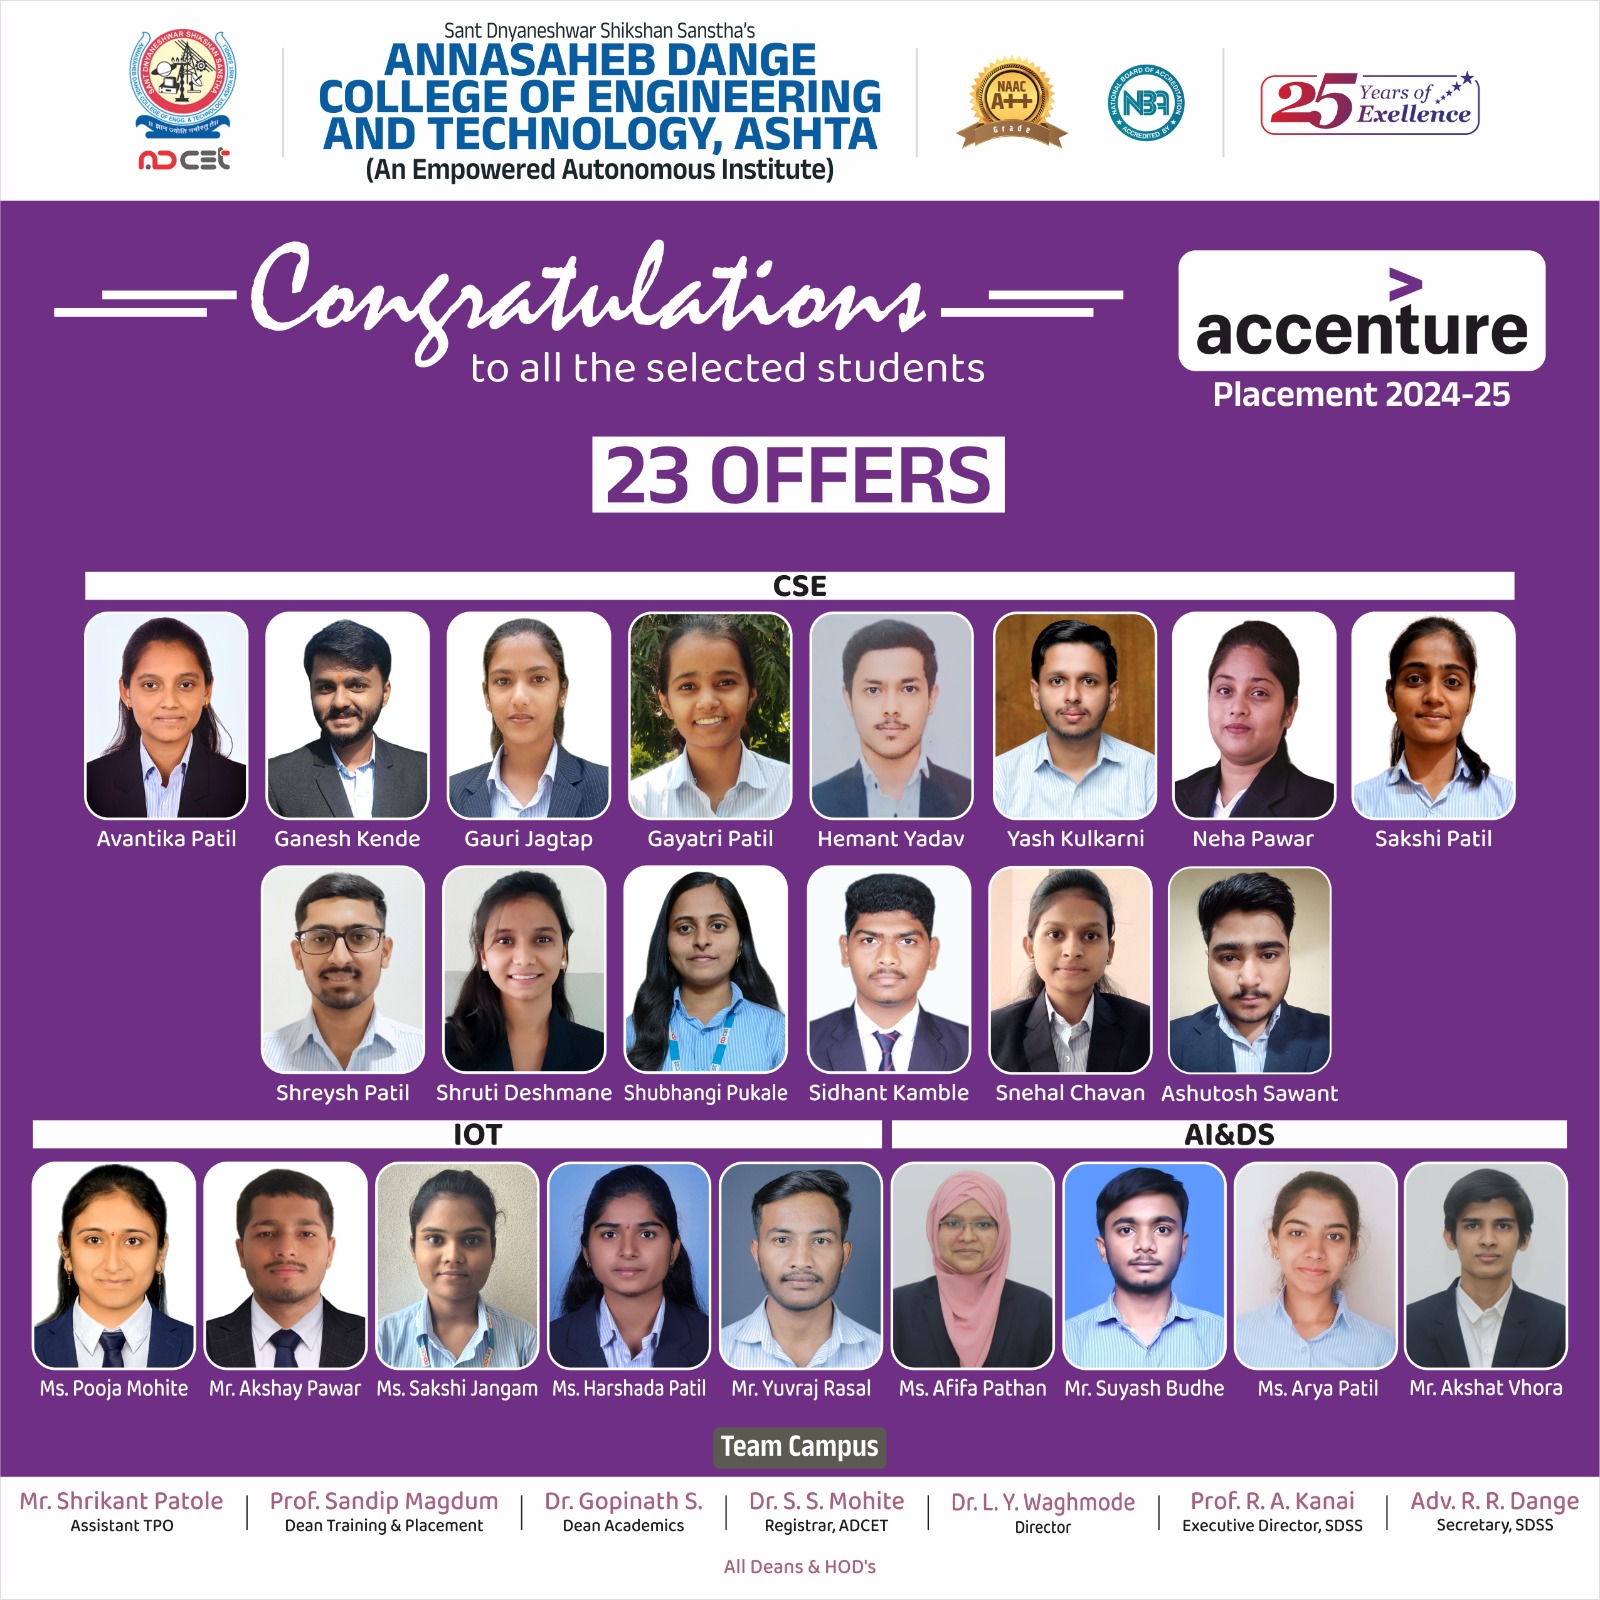 Sant Dnyaneshwar Shikshan Sanstha's
ANNASAHEB DANGE
COLLEGE OF ENGINEERING
AND TECHNOLOGY, ASHTA
(An Empowered Autonomous Institute)
ADCET
NAAC
A++
Grade
NATIONAL BOARD OF ACCREDITATION
NBA
ACCREDITED BY
25 Years of
Exellence
Congratulations
to all the selected students
accenture
Placement 2024-25
23 OFFERS
CSE
Avantika Patil Ganesh Kende Gauri Jagtap Gayatri Patil Hemant Yadav Yash Kulkarni Neha Pawar Sakshi Patil
Shreysh Patil Shruti Deshmane Shubhangi Pukale Sidhant Kamble Snehal Chavan Ashutosh Sawant
IOT AI&DS
Ms. Pooja Mohite Mr. Akshay Pawar Ms. Sakshi Jangam Ms. Harshada Patil Mr. Yuvraj Rasal Ms. Afifa Pathan Mr. Suyash Budhe Ms. Arya Patil Mr. Akshat Vhora
Team Campus
Mr. Shrikant Patole Prof. Sandip Magdum Dr. Gopinath S. Dr. S. S. Mohite Dr. L. Y. Waghmode Prof. R. A. Kanai Adv. R. R. Dange
Assistant TPO Dean Training & Placement Dean Academics Registrar, ADCET Director Executive Director, SDSS Secretary, SDSS
All Deans & HOD's